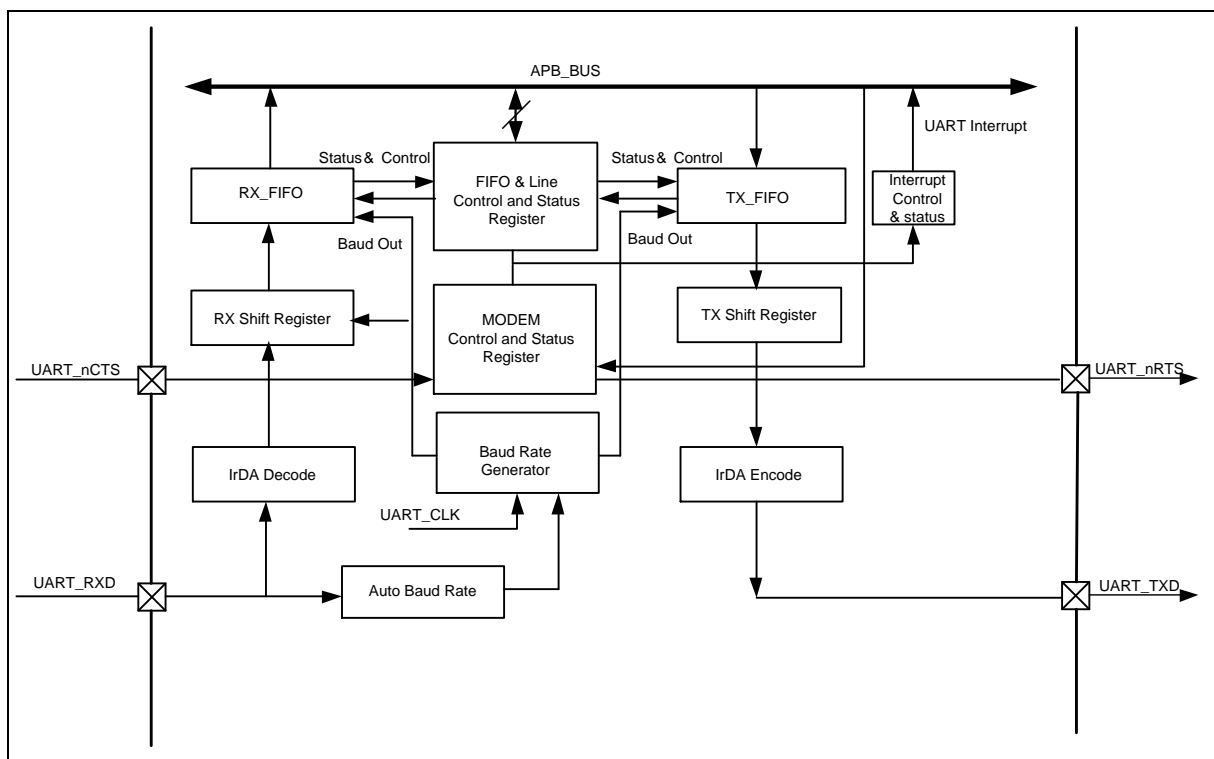 APB_BUS
UART Interrupt
Status & Control
Status & Control
RX_FIFO
FIFO & Line
Control and Status
Register
TX_FIFO
Interrupt
Control
& status
Baud Out
Baud Out
RX Shift Register
MODEM
Control and Status
Register
TX Shift Register
UART_nCTS
UART_nRTS
IrDA Decode
Baud Rate
Generator
IrDA Encode
UART_CLK
UART_RXD
Auto Baud Rate
UART_TXD